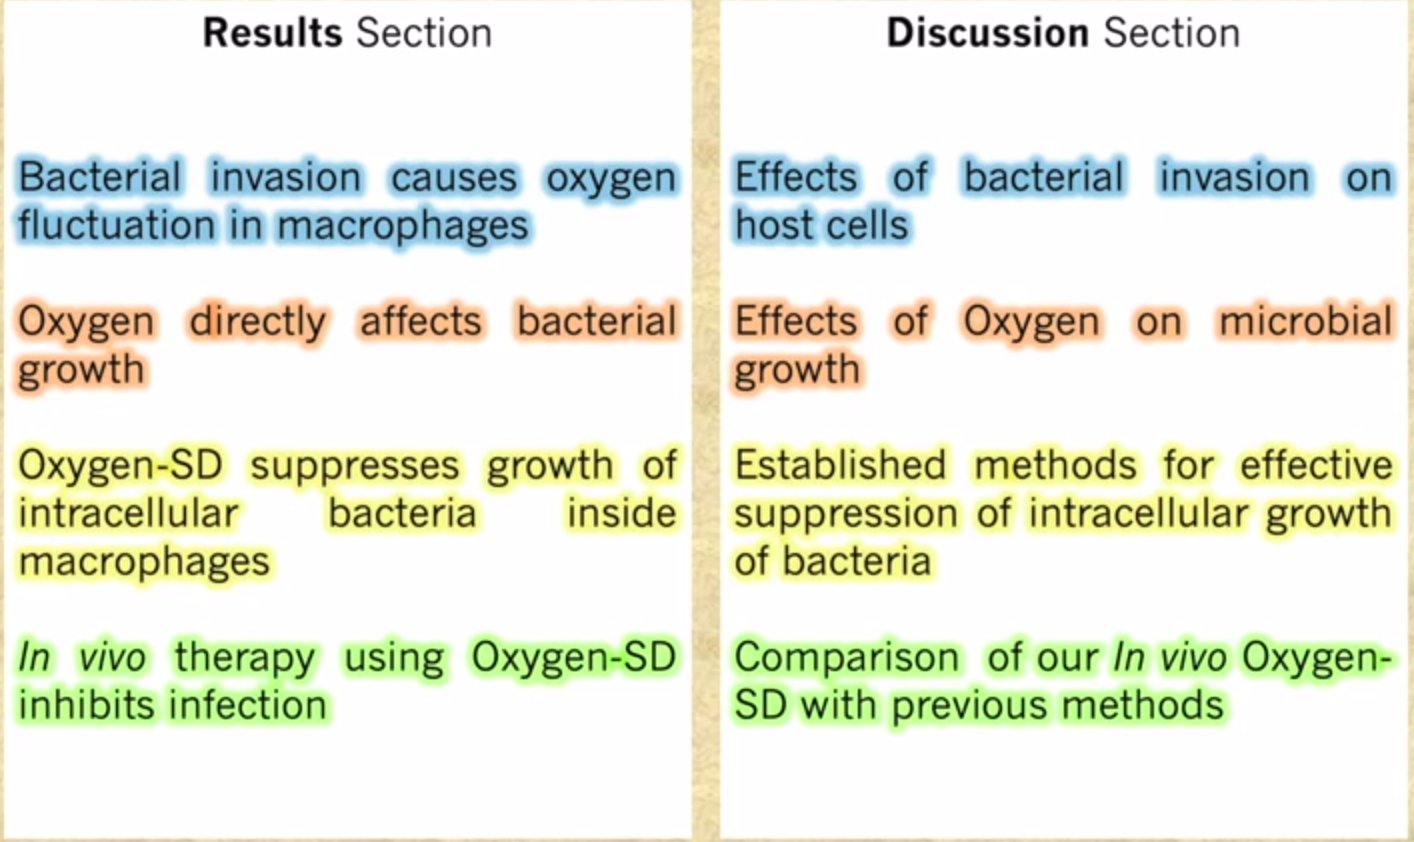 Results Section
Bacterial invasion causes oxygen
fluctuation in macrophages
Oxygen directly affects bacterial
growth
Oxygen-SD suppresses growth of
intracellular bacteria inside
macrophages
In vivo therapy using Oxygen-SD
inhibits infection
Discussion Section
Effects of bacterial invasion on
host cells
Effects of Oxygen on microbial
growth
Established methods for effective
suppression of intracellular growth
of bacteria
Comparison of our In vivo Oxygen-
SD with previous methods